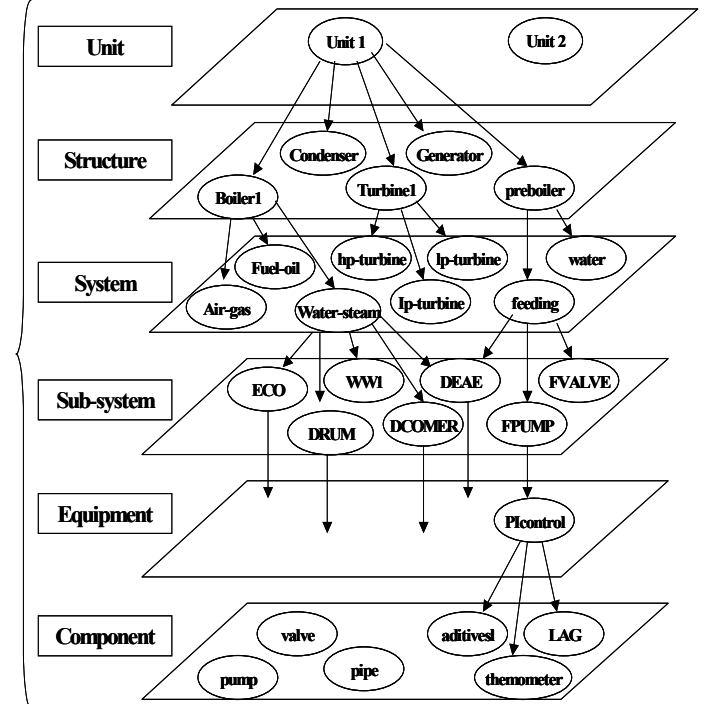 Unit
Unit 1
Unit 2
Structure
Condenser
Generator
Boiler1
Turbine1
preboiler
System
Fuel-oil
hp-turbine
lp-turbine
water
Air-gas
Water-steam
Ip-turbine
feeding
Sub-system
ECO
WW1
DEAE
FVALVE
DRUM
DCOMER
FPUMP
Equipment
PIcontrol
Component
valve
aditives1
LAG
pump
pipe
themometer